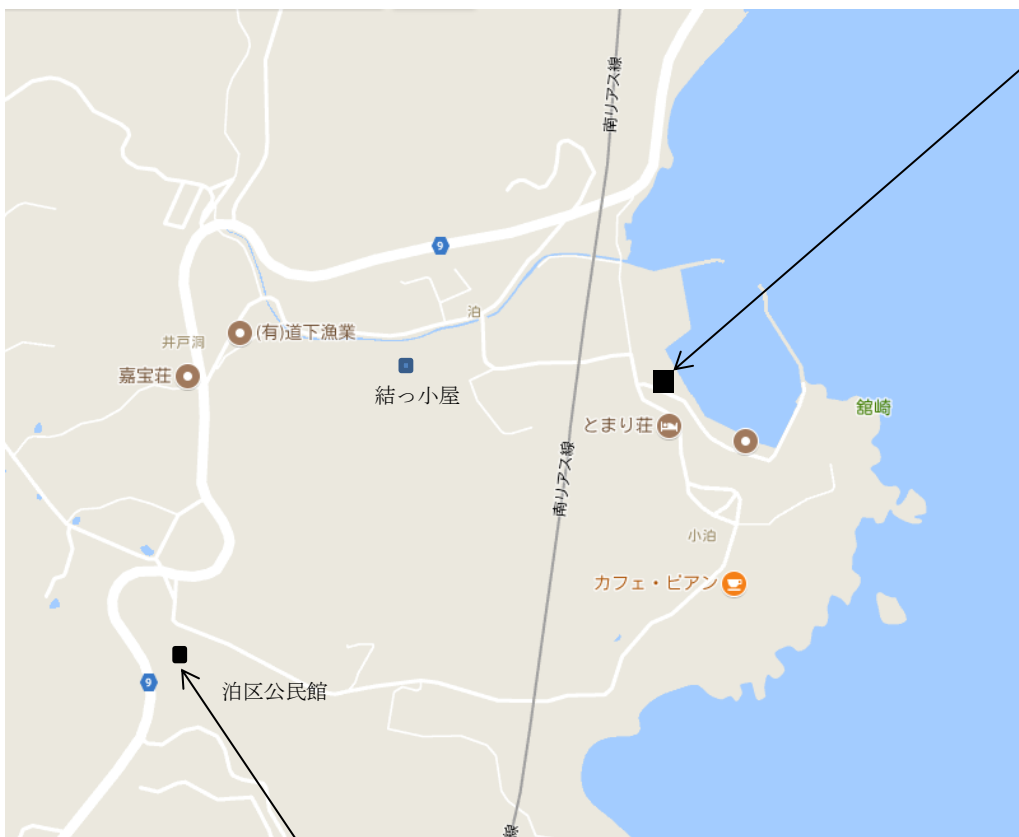 南リアス線
9
泊
(有)道下漁業
井戸洞
嘉宝荘
結っ小屋
舘崎
とまり荘
南リアス線
小泊
カフェ・ピアン
泊区公民館
9
線